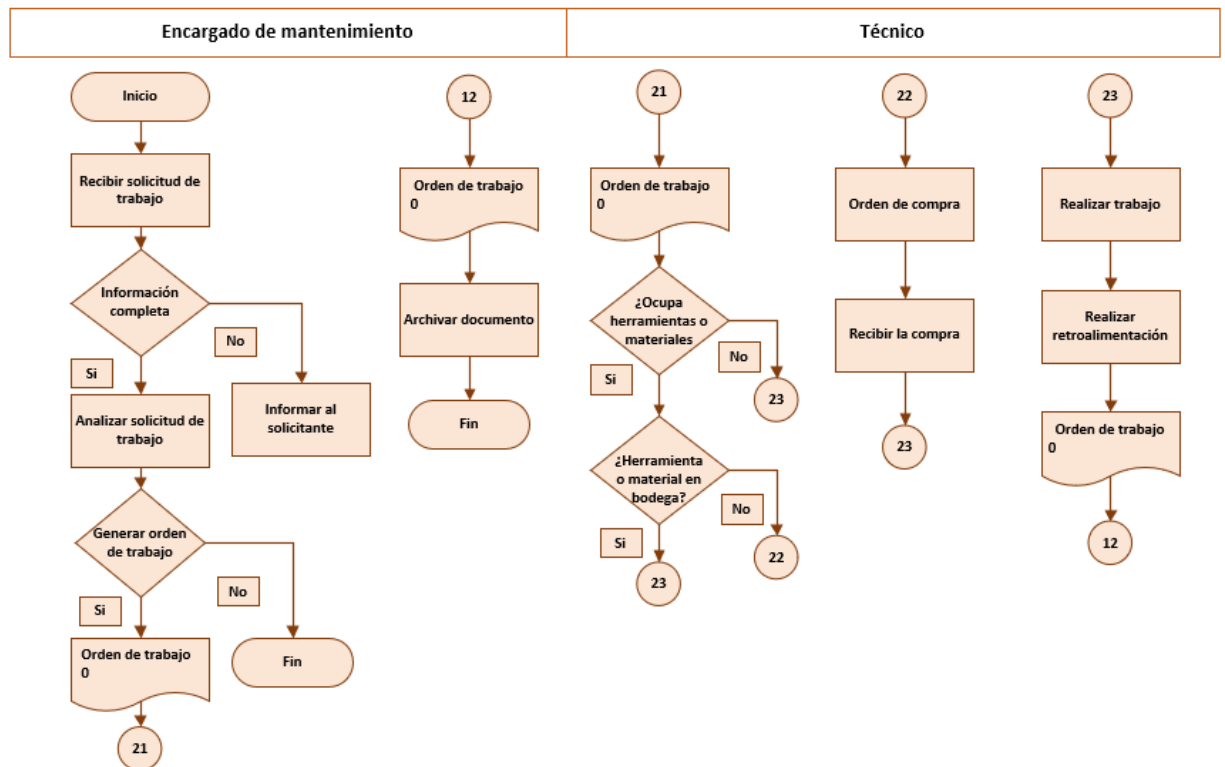 Encargado de mantenimiento
Técnico
Inicio
Recibir solicitud de
trabajo
Información
completa
No
Si
Analizar solicitud de
trabajo
Informar al
solicitante
Generar orden
de trabajo
No
Si
Orden de trabajo
0
Fin
21
12
Orden de trabajo
0
Archivar documento
Fin
21
Orden de trabajo
0
¿Ocupa
herramientas o
materiales
No
Si
23
¿Herramienta
o material en
bodega?
No
Si
22
23
22
Orden de compra
Recibir la compra
23
23
Realizar trabajo
Realizar
retroalimentación
Orden de trabajo
0
12